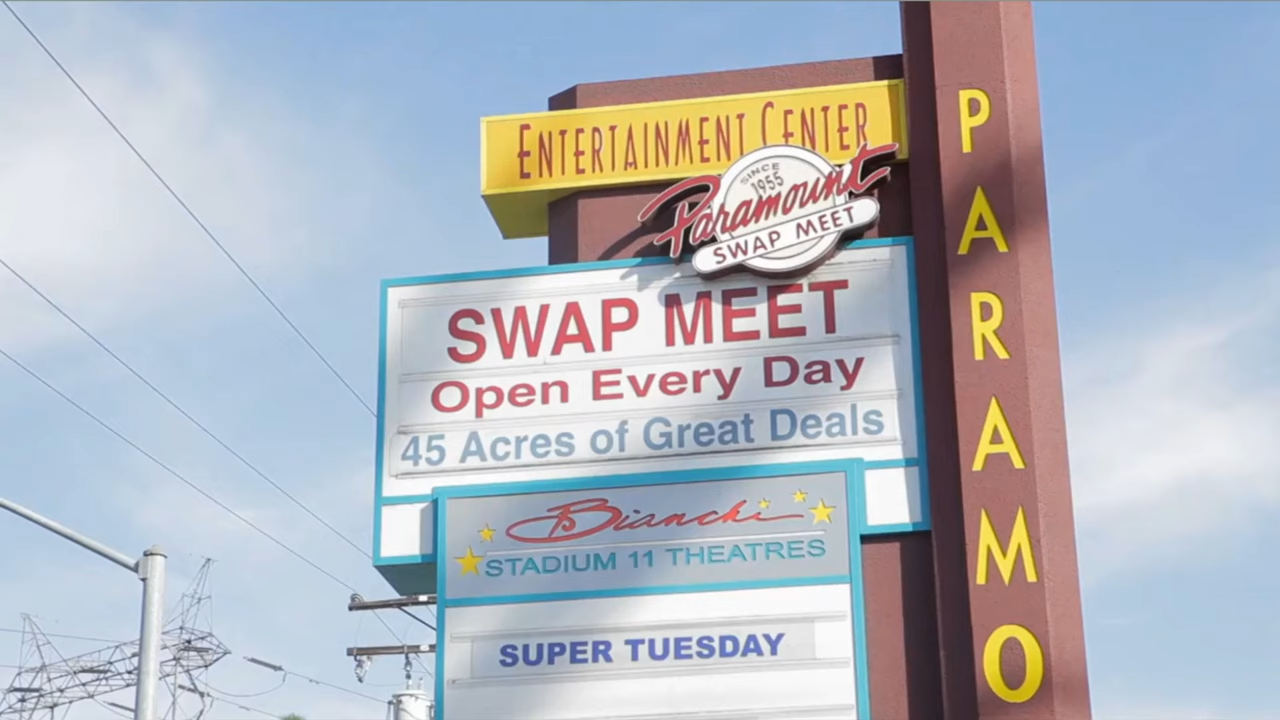 ENTERTAINMENT CENTER
SINCE
1955
Paramount
SWAP MEET
SWAP MEET
Open Every Day
45 Acres of Great Deals
Bianchi
STADIUM 11 THEATRES
SUPER TUESDAY
PARAMO